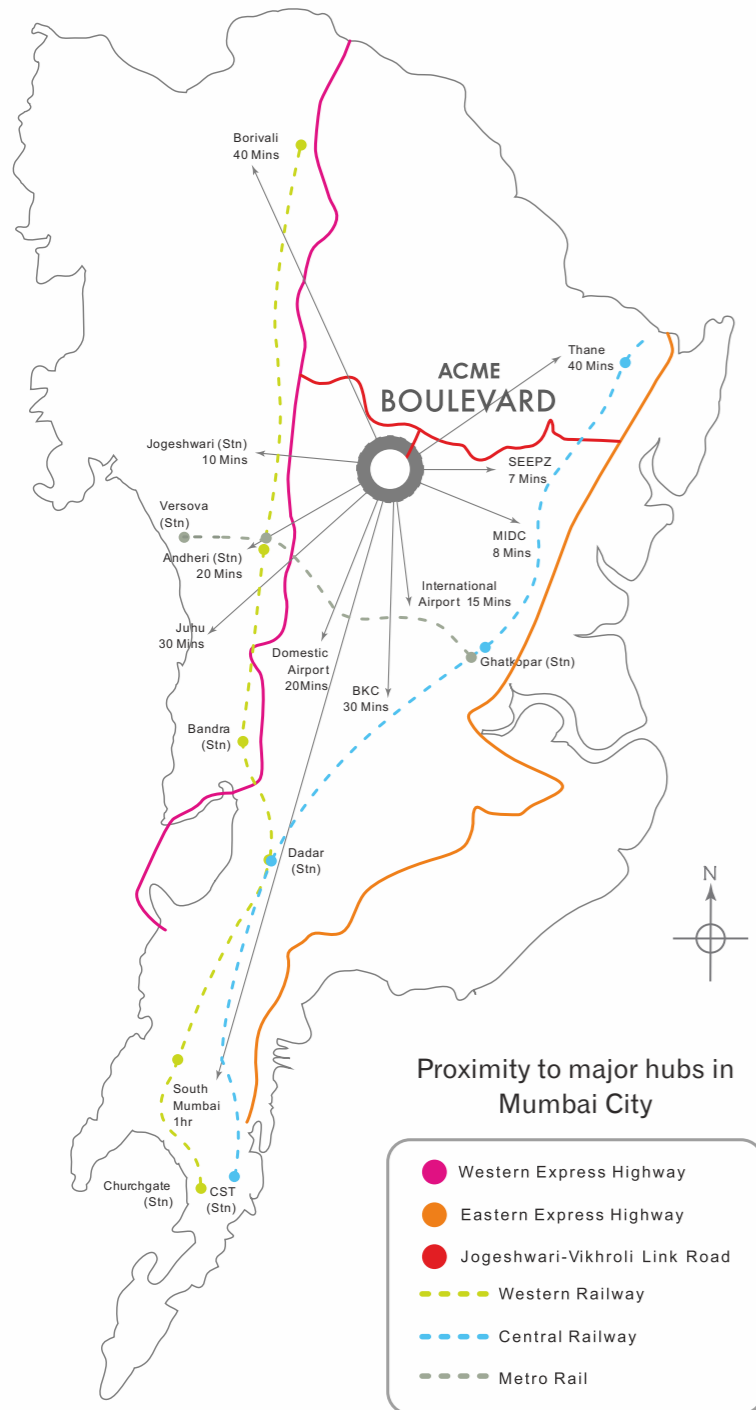 Borivali
40 Mins
Thane
40 Mins
ACME
BOULEVARD
Jogeshwari (Stn)
10 Mins
SEEPZ
7 Mins
Versova
(Stn)
MIDC
8 Mins
Andheri (Stn)
20 Mins
International
Airport 15 Mins
Juhu
30 Mins
Domestic
Airport
20Mins
Ghatkopar (Stn)
BKC
30 Mins
Bandra
(Stn)
Dadar
(Stn)
N
South
Mumbai
1hr
Churchgate
(Stn)
CST
(Stn)
Proximity to major hubs in
Mumbai City
Western Express Highway
Eastern Express Highway
Jogeshwari-Vikhroli Link Road
Western Railway
Central Railway
Metro Rail